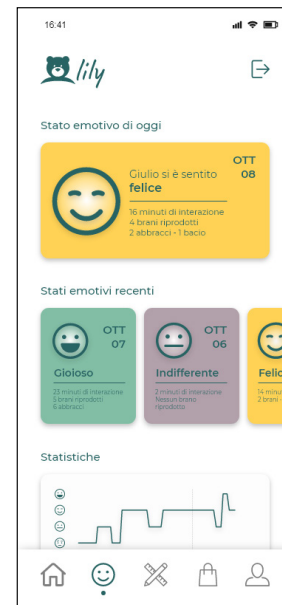 16:41
lily
Stato emotivo di oggi
OTT
08
Giulio si è sentito
felice
16 minuti di interazione
4 brani riprodotti
2 abbracci - 1 bacio
Stati emotivi recenti
OTT
07
Gioioso
23 minuti di interazione
5 brani riprodotti
6 abbracci
OTT
06
Indifferente
2 minuti di interazione
Nessun brano
riprodotto
Felic
14 minu
2 brani -
Statistiche